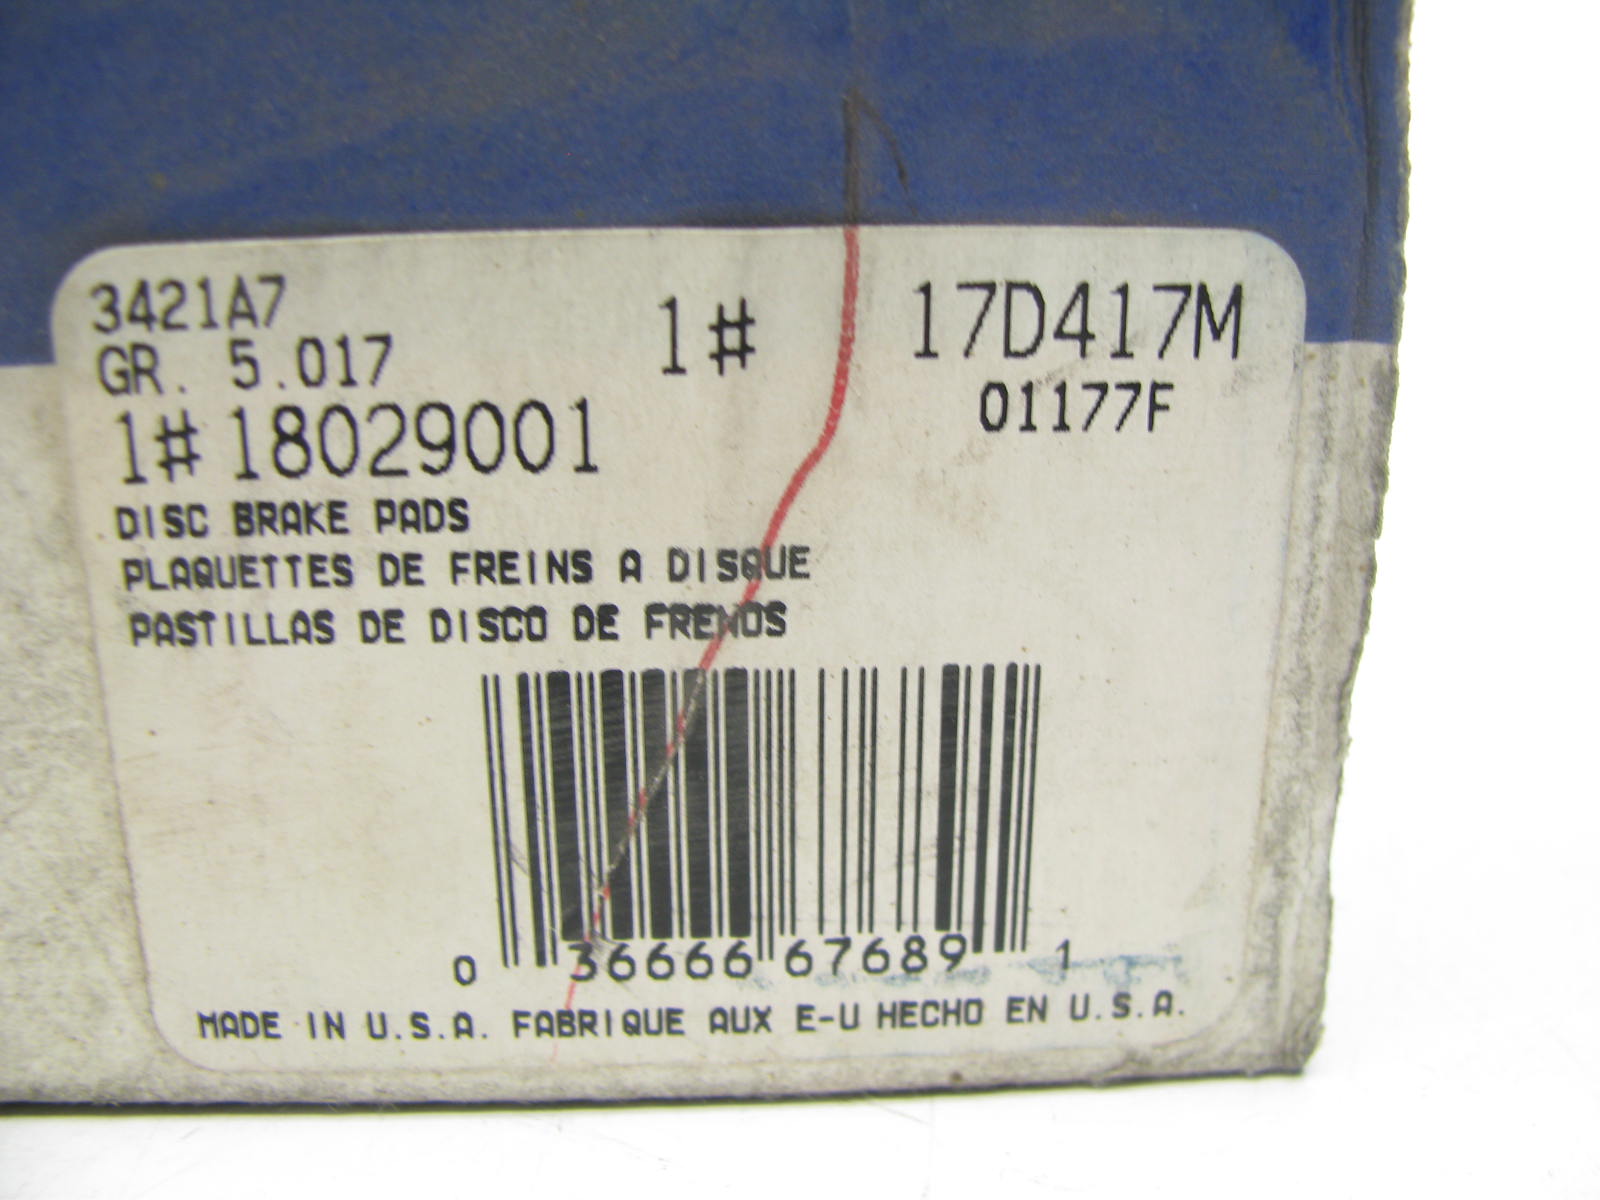 3421A7
GR. 5.017
1# 17D417M
01177F
1# 18029001
DISC BRAKE PADS
PLAQUETTES DE FREINS A DISQUE
PASTILLAS DE DISCO DE FRENOS
0 36666 67689 1
MADE IN U.S.A. FABRIQUE AUX E-U HECHO EN U.S.A.